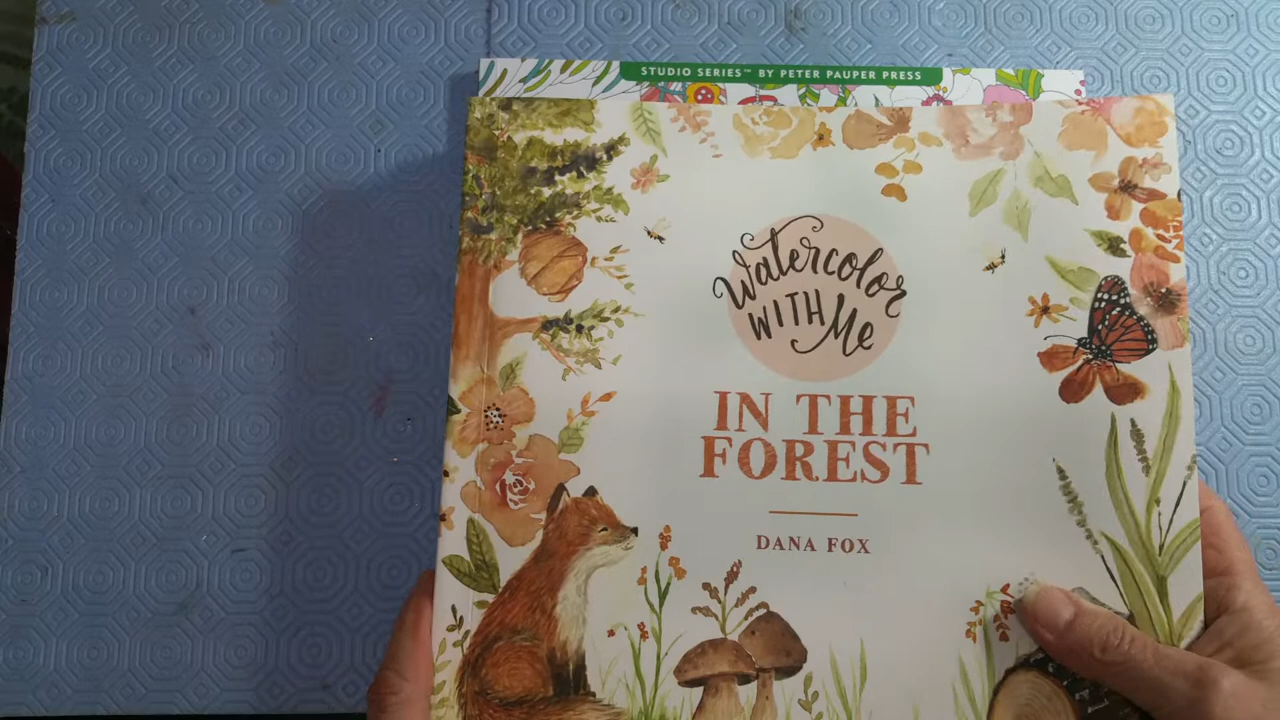 STUDIO SERIES™ BY PETER PAUPER PRESS
Watercolor
WITH Me
IN THE
FOREST
DANA FOX